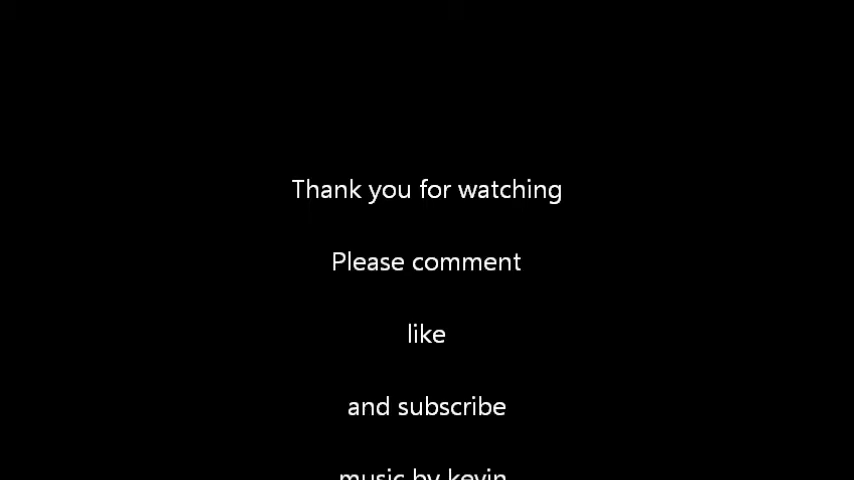 Thank you for watching
Please comment
like
and subscribe
music by kevin